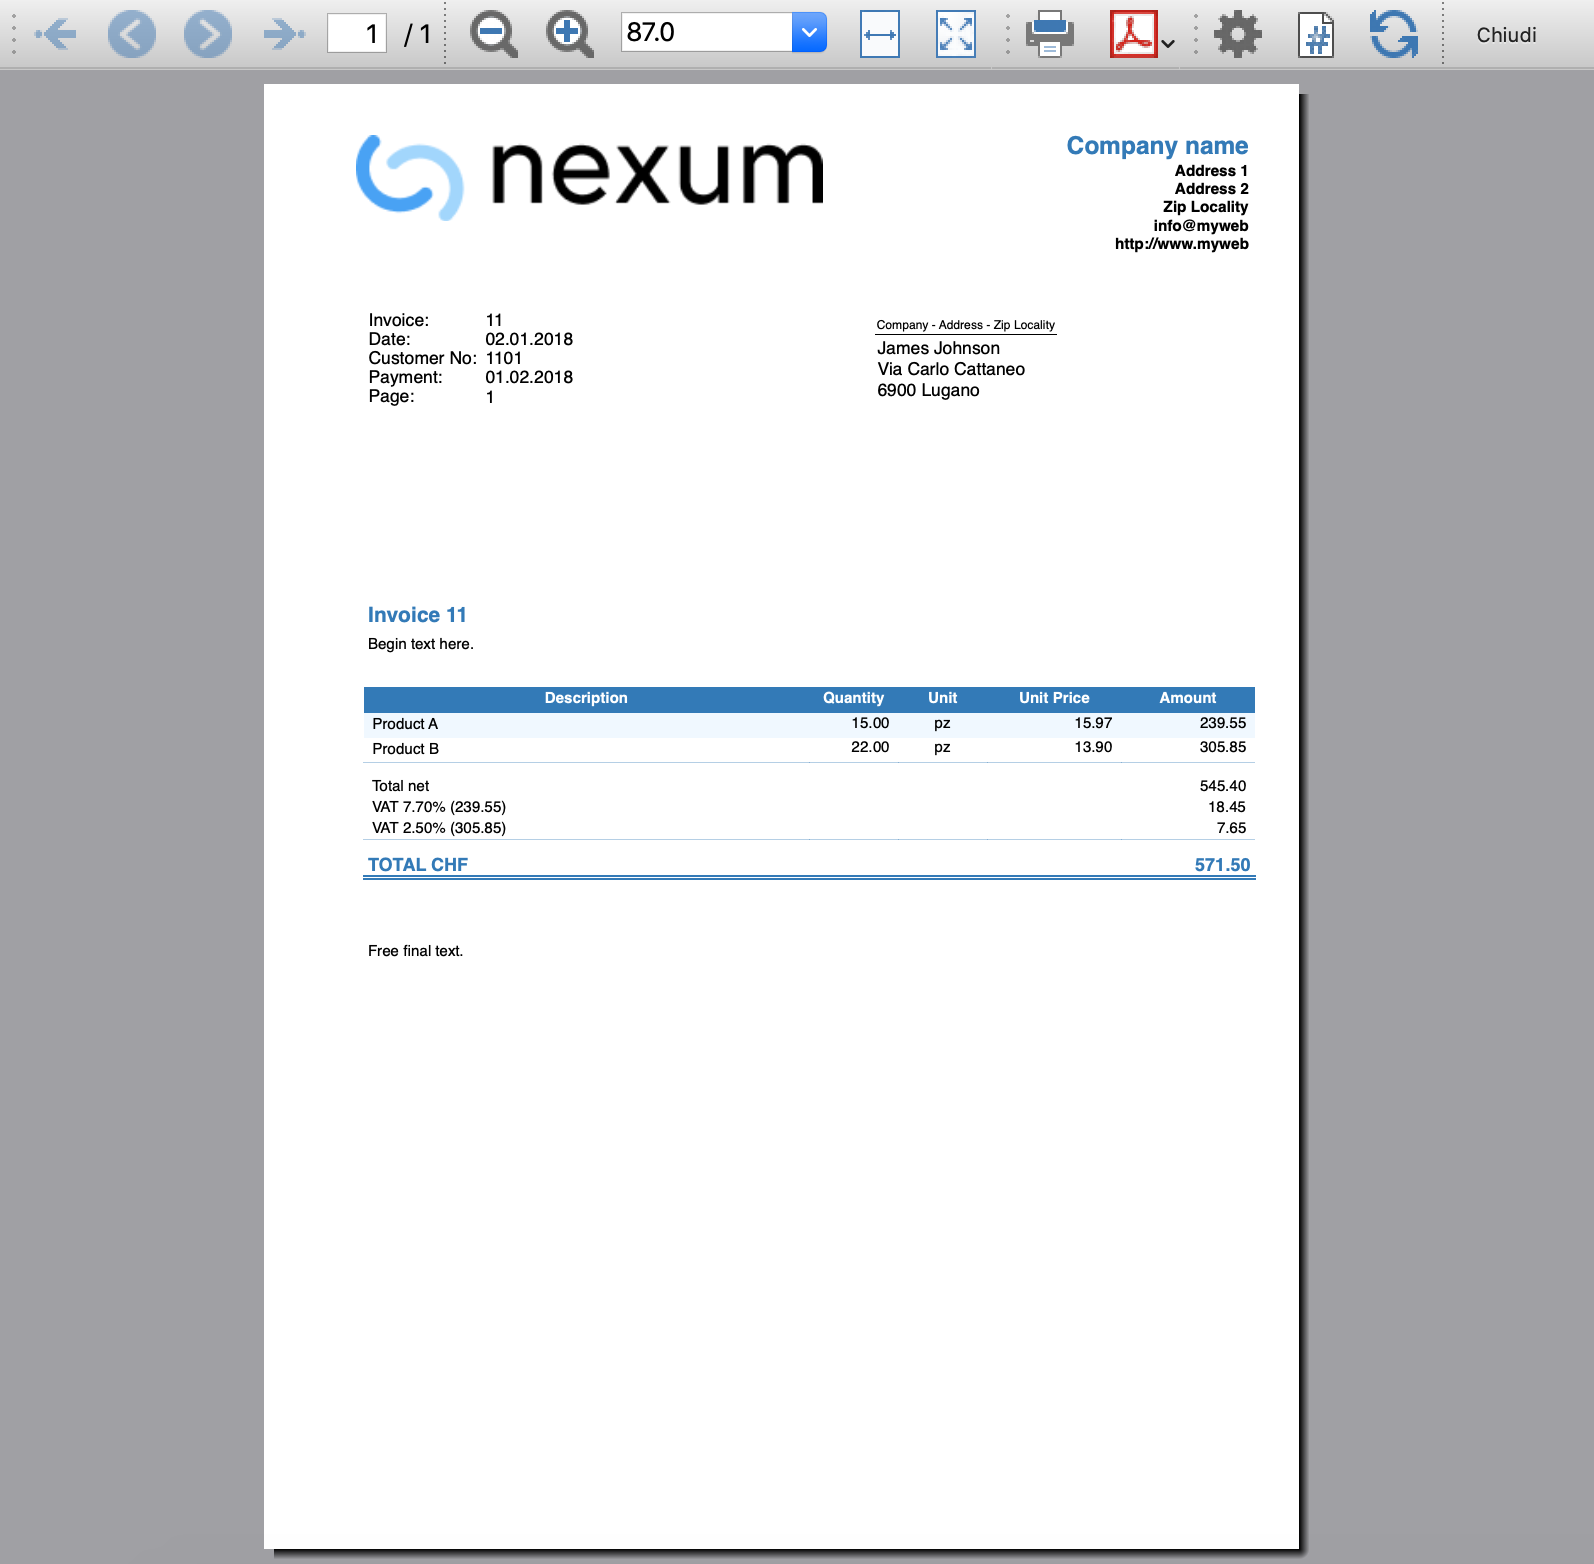 1 / 1 87.0 Chiudi
nexum
Company name
Address 1
Address 2
Zip Locality
info@myweb
http://www.myweb
Invoice: 11
Date: 02.01.2018
Customer No: 1101
Payment: 01.02.2018
Page: 1
Company - Address - Zip Locality
James Johnson
Via Carlo Cattaneo
6900 Lugano
Invoice 11
Begin text here.
Description Quantity Unit Unit Price Amount
Product A 15.00 pz 15.97 239.55
Product B 22.00 pz 13.90 305.85
Total net 545.40
VAT 7.70% (239.55) 18.45
VAT 2.50% (305.85) 7.65
TOTAL CHF 571.50
Free final text.